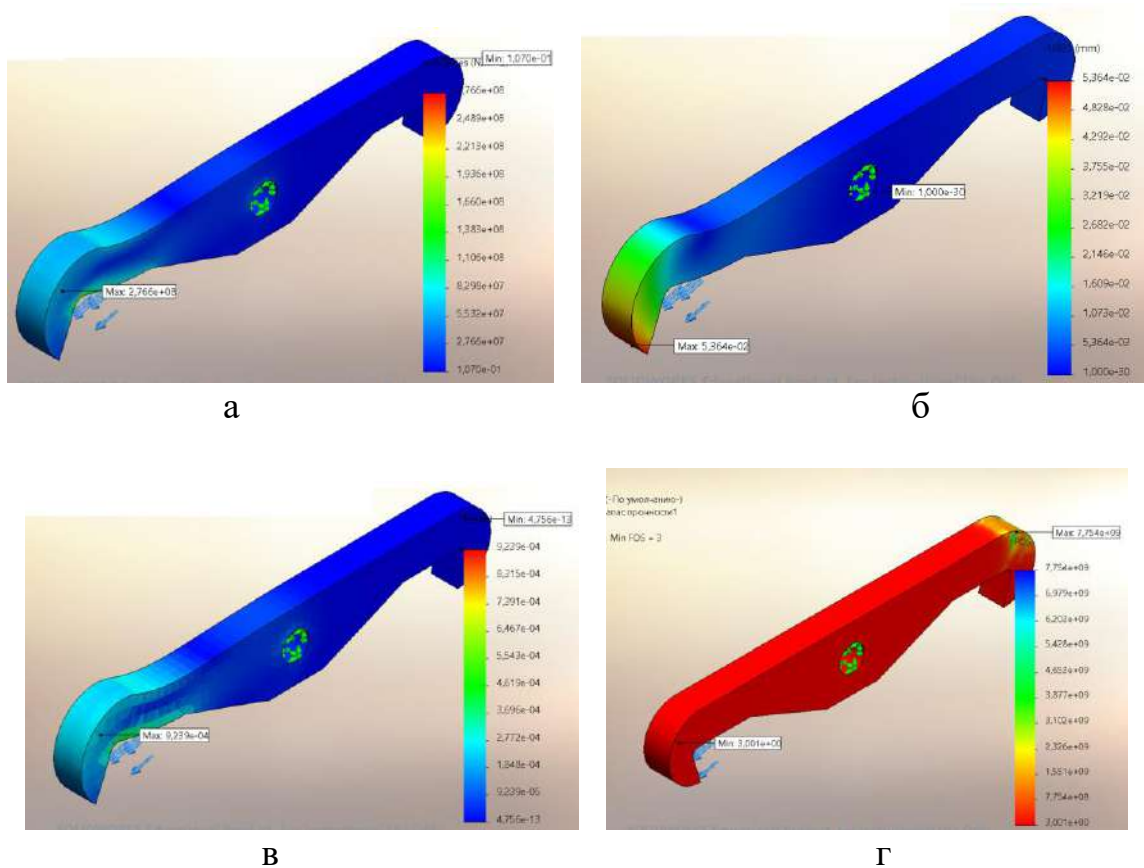 Min: 1,070e-01
2,489e+08
2,213e+08
1,936e+08
1,660e+08
1,383e+08
1,106e+08
8,298e+07
5,532e+07
2,766e+07
1,070e-01
Max: 2,766e+08
а
(mm)
5,364e-02
4,828e-02
4,292e-02
3,755e-02
3,219e-02
2,682e-02
2,146e-02
1,609e-02
1,073e-02
5,364e-02
1,000e-30
Min: 1,000e-30
Max: 5,364e-02
б
Min: 4,756e-13
9,239e-04
8,315e-04
7,391e-04
6,467e-04
5,543e-04
4,619e-04
3,696e-04
2,772e-04
1,848e-04
9,239e-05
4,756e-13
Max: 9,239e-04
в
(-По умолчанию-)
запас прочности1
Min FOS = 3
Max: 7,754e+09
7,754e+09
6,979e+09
6,203e+09
5,428e+09
4,653e+09
3,877e+09
3,102e+09
2,326e+09
1,551e+09
7,754e+08
3,001e+00
Min: 3,001e+00
г